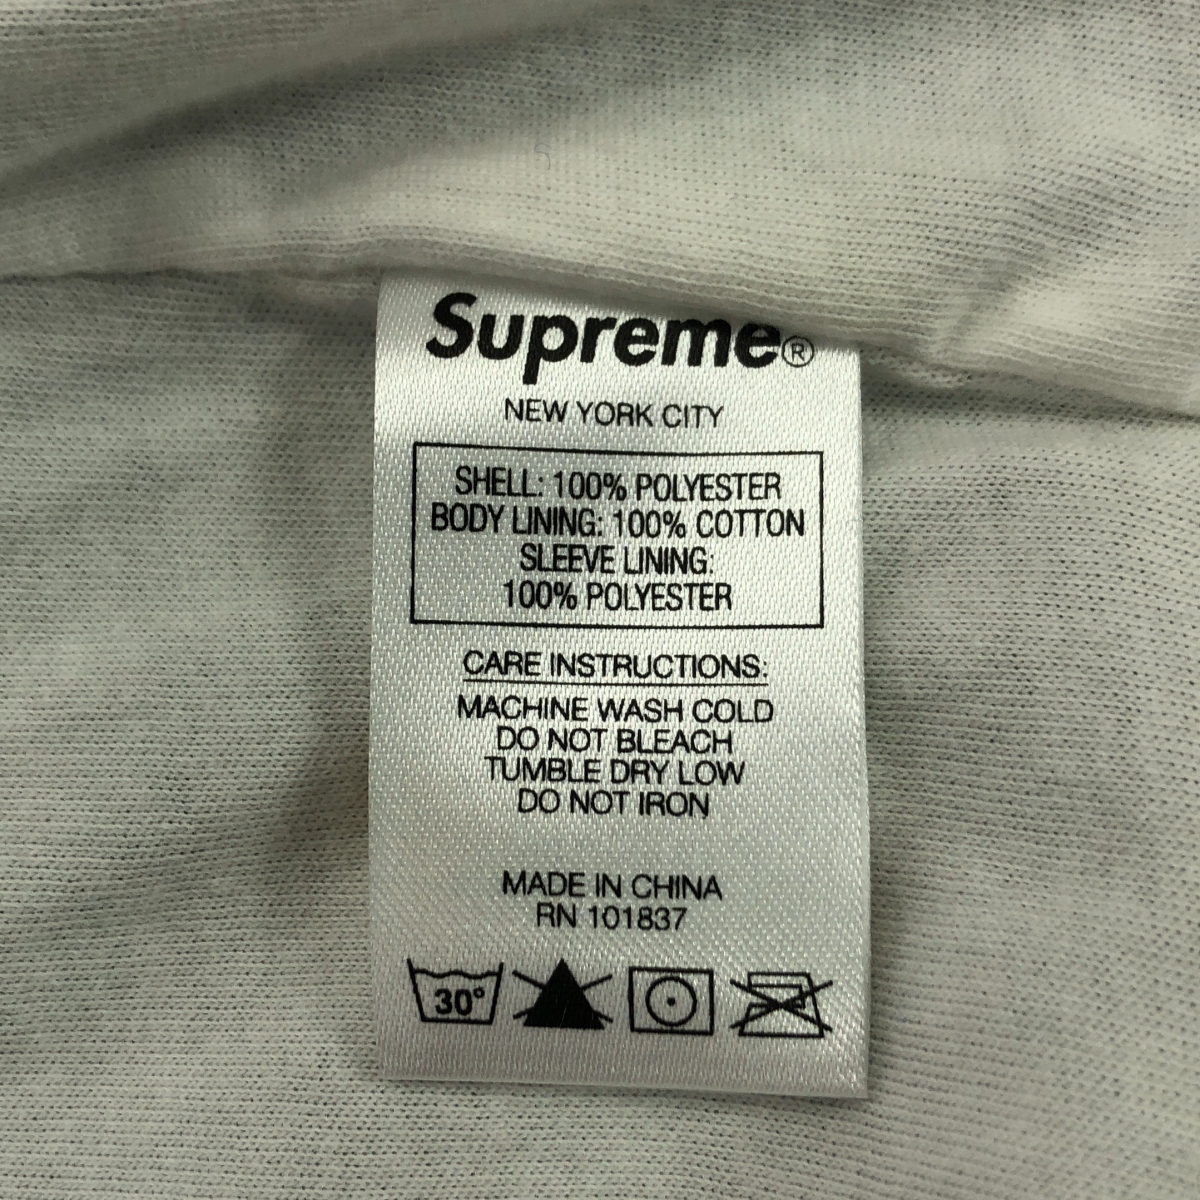 Supreme®
NEW YORK CITY
SHELL: 100% POLYESTER
BODY LINING: 100% COTTON
SLEEVE LINING:
100% POLYESTER
CARE INSTRUCTIONS:
MACHINE WASH COLD
DO NOT BLEACH
TUMBLE DRY LOW
DO NOT IRON
MADE IN CHINA
RN 101837
30°